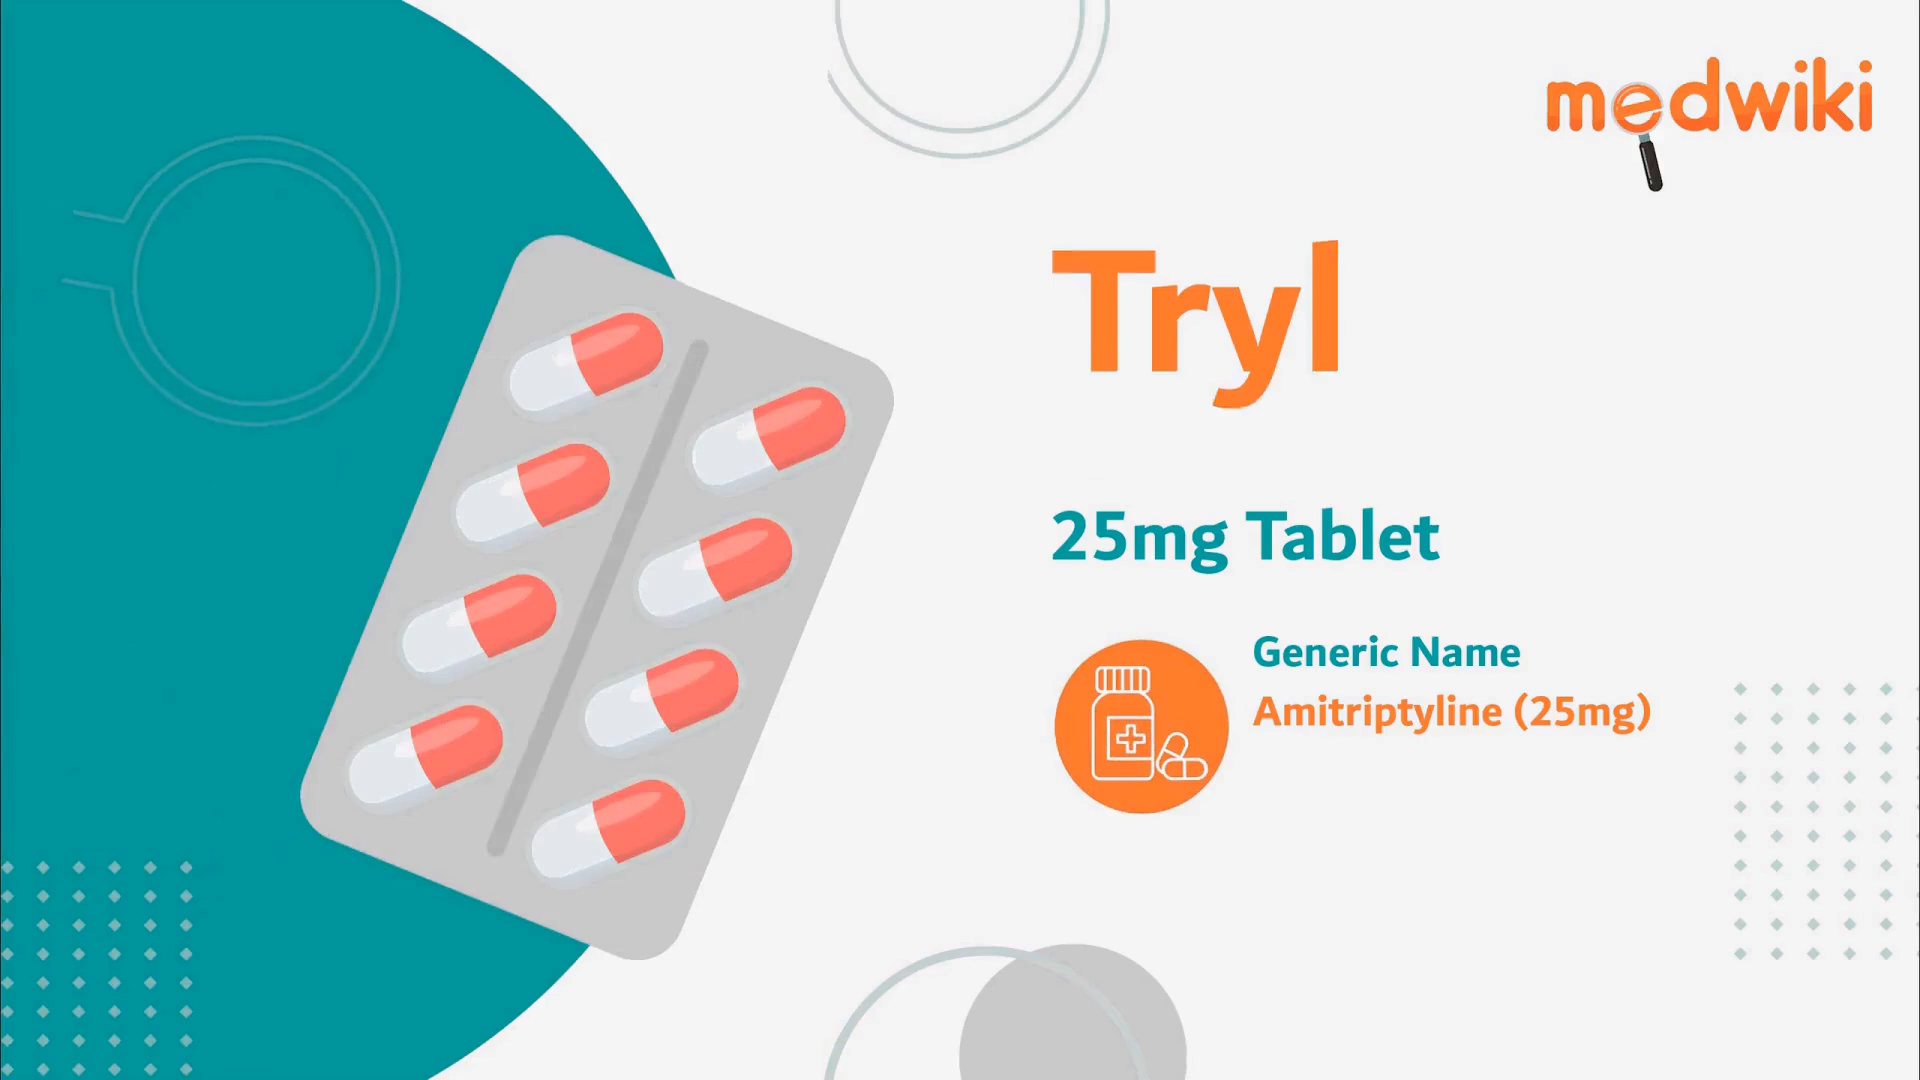 medwiki
Tryl
25mg Tablet
Generic Name
Amitriptyline (25mg)